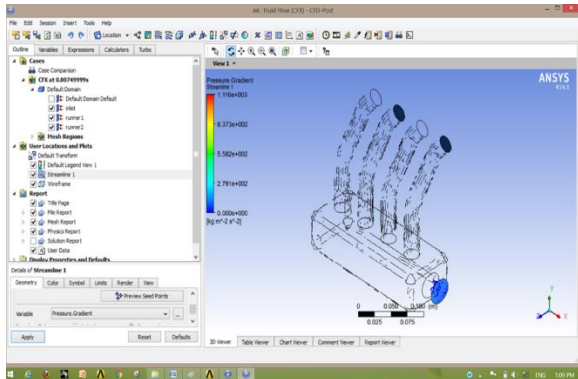 A6: Fluid Flow (CFX) - CFD-Post
File Edit Session Insert Tools Help
Location
Outline Variables Expressions Calculators Turbo
Cases
Case Comparison
CFX at 0.00749999s
Default Domain
Default Domain Default
inlet
runner1
runner2
Mesh Regions
User Locations and Plots
Default Transform
Default Legend View 1
Streamline 1
Wireframe
Report
Title Page
File Report
Mesh Report
Physics Report
Solution Report
User Data
Display Properties and Defaults
Details of Streamline 1
Geometry Color Symbol Limits Render View
Preview Seed Points
Variable Pressure.Gradient
Apply Reset Defaults
View 1
Pressure Gradient
Streamline 1
1.116e+003
8.373e+002
5.582e+002
2.791e+002
0.000e+000
[kg m^-2 s^-2]
ANSYS
R14.5
0 0.050 0.100 (m)
0.025 0.075
Y
X
Z
3D Viewer Table Viewer Chart Viewer Comment Viewer Report Viewer
ENG 1:09 PM